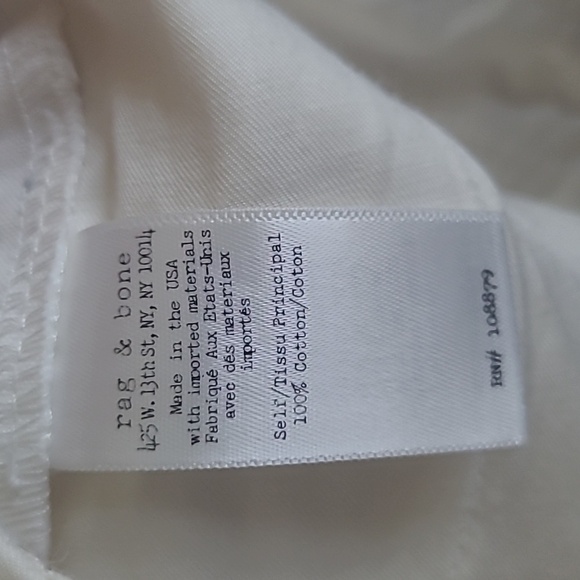 rag & bone
425 W. 13th St, NY, NY 10014
Made in the USA
with imported materials
Fabriqué Aux Etats-Unis
avec dés materiaux
importés
Self/Tissu Principal
100% Cotton/Coton
RN# 108879